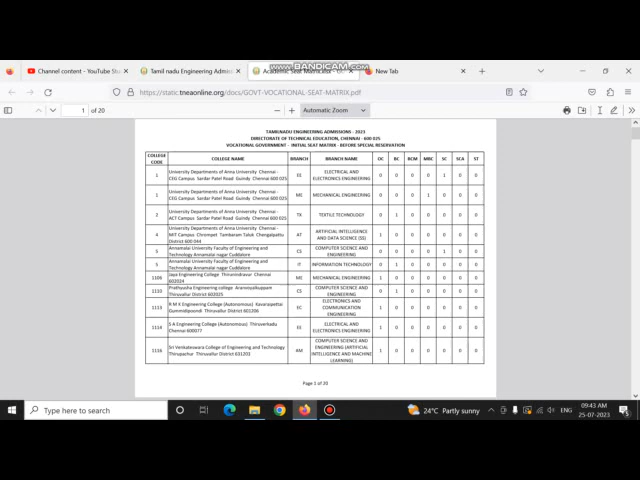 www.BANDICAM.com
Channel content - YouTube Stu
Tamil nadu Engineering Admiss
Academic Seat Matrix.xls - GO
New Tab
https://static.tneaonline.org/docs/GOVT-VOCATIONAL-SEAT-MATRIX.pdf
1 of 20
Automatic Zoom
TAMILNADU ENGINEERING ADMISSIONS - 2023
DIRECTORATE OF TECHNICAL EDUCATION, CHENNAI - 600 025
VOCATIONAL GOVERNMENT - INITIAL SEAT MATRIX - BEFORE SPECIAL RESERVATION
COLLEGE CODE COLLEGE NAME BRANCH BRANCH NAME OC BC BCM MBC SC SCA ST
1 University Departments of Anna University Chennai - CEG Campus Sardar Patel Road Guindy Chennai 600 025 EE ELECTRICAL AND ELECTRONICS ENGINEERING 0 0 0 0 1 0 0
1 University Departments of Anna University Chennai - CEG Campus Sardar Patel Road Guindy Chennai 600 025 ME MECHANICAL ENGINEERING 0 0 0 1 0 0 0
2 University Departments of Anna University Chennai - ACT Campus Sardar Patel Road Guindy Chennai 600 025 TX TEXTILE TECHNOLOGY 0 1 0 0 0 0 0
4 University Departments of Anna University Chennai - MIT Campus Chrompet Tambaram Taluk Chengalpattu District 600 044 AT ARTIFICIAL INTELLIGENCE AND DATA SCIENCE (SS) 1 0 0 0 0 0 0
5 Annamalai University Faculty of Engineering and Technology Annamalai nagar Cuddalore CS COMPUTER SCIENCE AND ENGINEERING 0 0 0 0 1 0 0
5 Annamalai University Faculty of Engineering and Technology Annamalai nagar Cuddalore IT INFORMATION TECHNOLOGY 0 1 0 0 0 0 0
1106 Jaya Engineering College Thiruninravur Chennai 602024 ME MECHANICAL ENGINEERING 0 1 0 0 0 0 0
1110 Prathyusha Engineering college Aranvoyalkuppam Thiruvallur District 602025 CS COMPUTER SCIENCE AND ENGINEERING 0 1 0 0 0 0 0
1113 R M K Engineering College (Autonomous) Kavaraipettai Gummidipoondi Thiruvallur District 601206 EC ELECTRONICS AND COMMUNICATION ENGINEERING 1 0 0 0 0 0 0
1114 S A Engineering College (Autonomous) Thiruverkadu Chennai 600077 EE ELECTRICAL AND ELECTRONICS ENGINEERING 1 0 0 0 0 0 0
1116 Sri Venkateswara College of Engineering and Technology Thirupachur Thiruvallur District 631203 AM COMPUTER SCIENCE AND ENGINEERING (ARTIFICIAL INTELLIGENCE AND MACHINE LEARNING) 1 0 0 0 0 0 0
Page 1 of 20
Type here to search
24°C Partly sunny
ENG
09:43 AM
25-07-2023